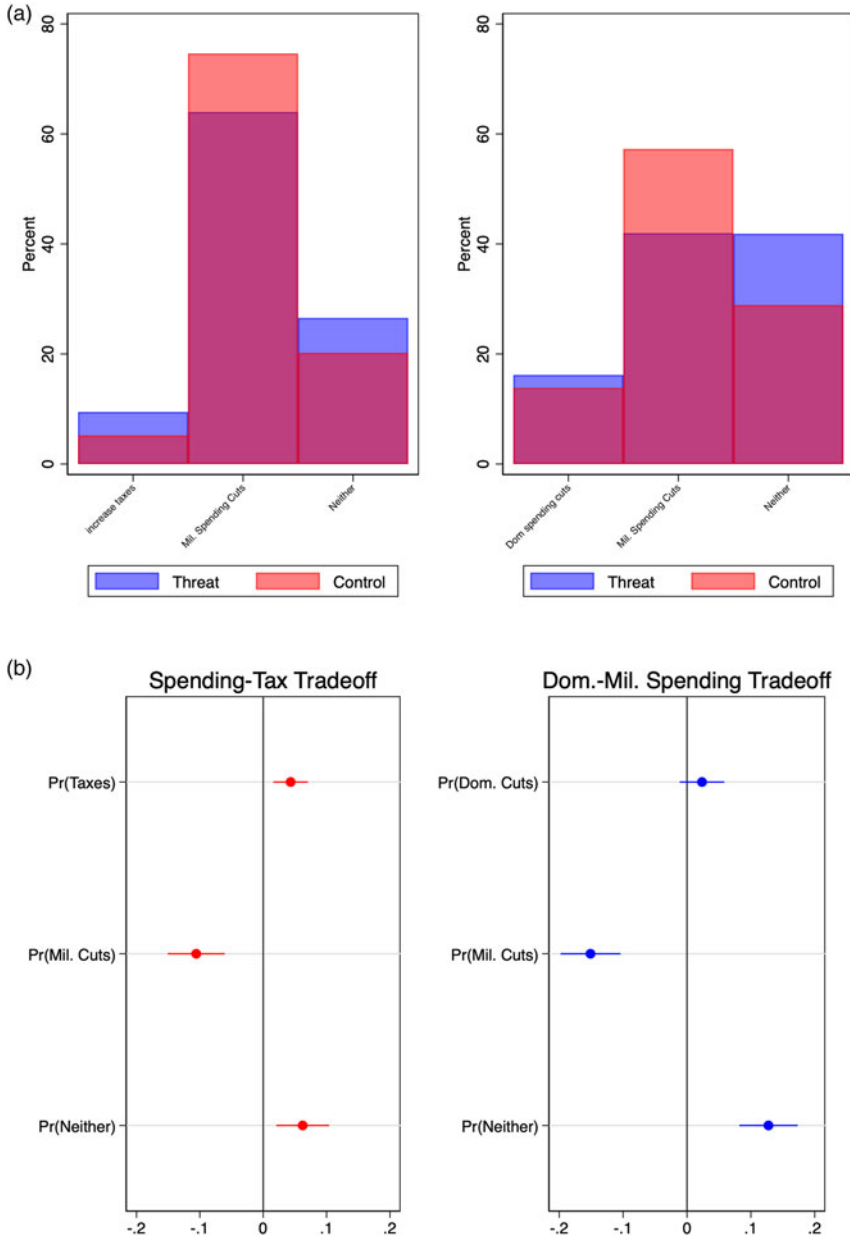 (a)
80
60
40
20
0
Percent
increase taxes
Mil. Spending Cuts
Neither
Threat
Control
80
60
40
20
0
Percent
Dom spending cuts
Mil. Spending Cuts
Neither
Threat
Control
(b)
Spending-Tax Tradeoff
Pr(Taxes)
Pr(Mil. Cuts)
Pr(Neither)
-.2 -.1 0 .1 .2
Dom.-Mil. Spending Tradeoff
Pr(Dom. Cuts)
Pr(Mil. Cuts)
Pr(Neither)
-.2 -.1 0 .1 .2